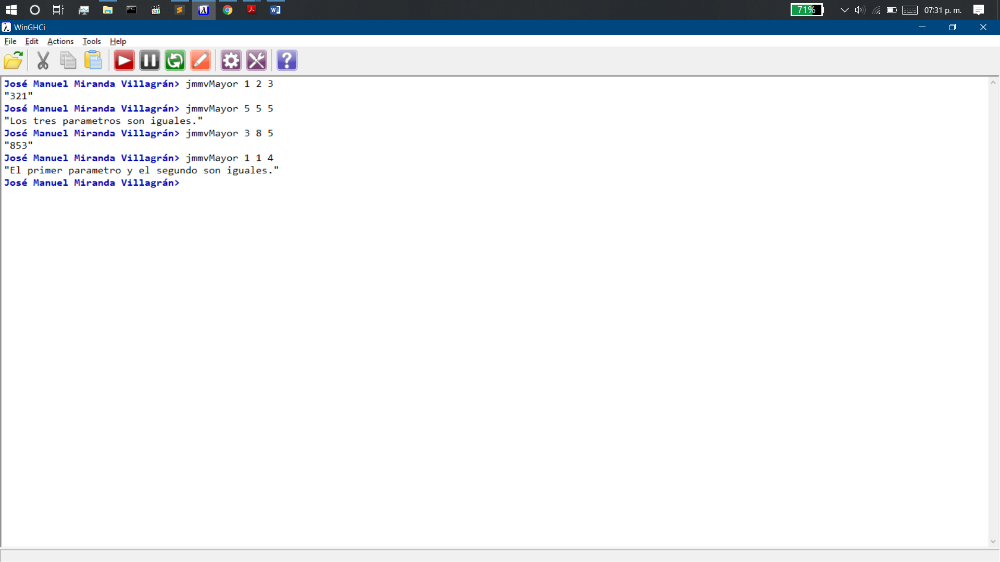 71%
07:31 p. m.
WinGHCi
File Edit Actions Tools Help
José Manuel Miranda Villagrán> jmmvMayor 1 2 3
"321"
José Manuel Miranda Villagrán> jmmvMayor 5 5 5
"Los tres parametros son iguales."
José Manuel Miranda Villagrán> jmmvMayor 3 8 5
"853"
José Manuel Miranda Villagrán> jmmvMayor 1 1 4
"El primer parametro y el segundo son iguales."
José Manuel Miranda Villagrán>